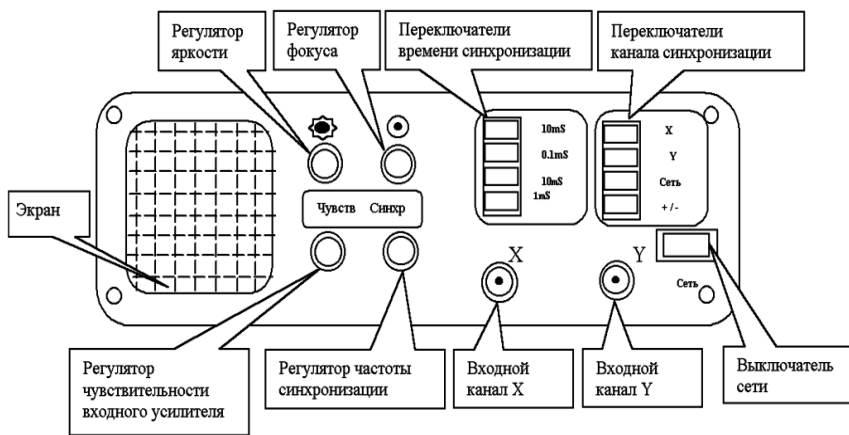 Регулятор
яркости
Регулятор
фокуса
Переключатели
времени синхронизации
Переключатели
канала синхронизации
10mS
0.1mS
10mS
1mS
X
Y
Сеть
+ / -
Экран
Чувств Синхр
X
Y
Сеть
Регулятор
чувствительности
входного усилителя
Регулятор частоты
синхронизации
Входной
канал X
Входной
канал Y
Выключатель
сети